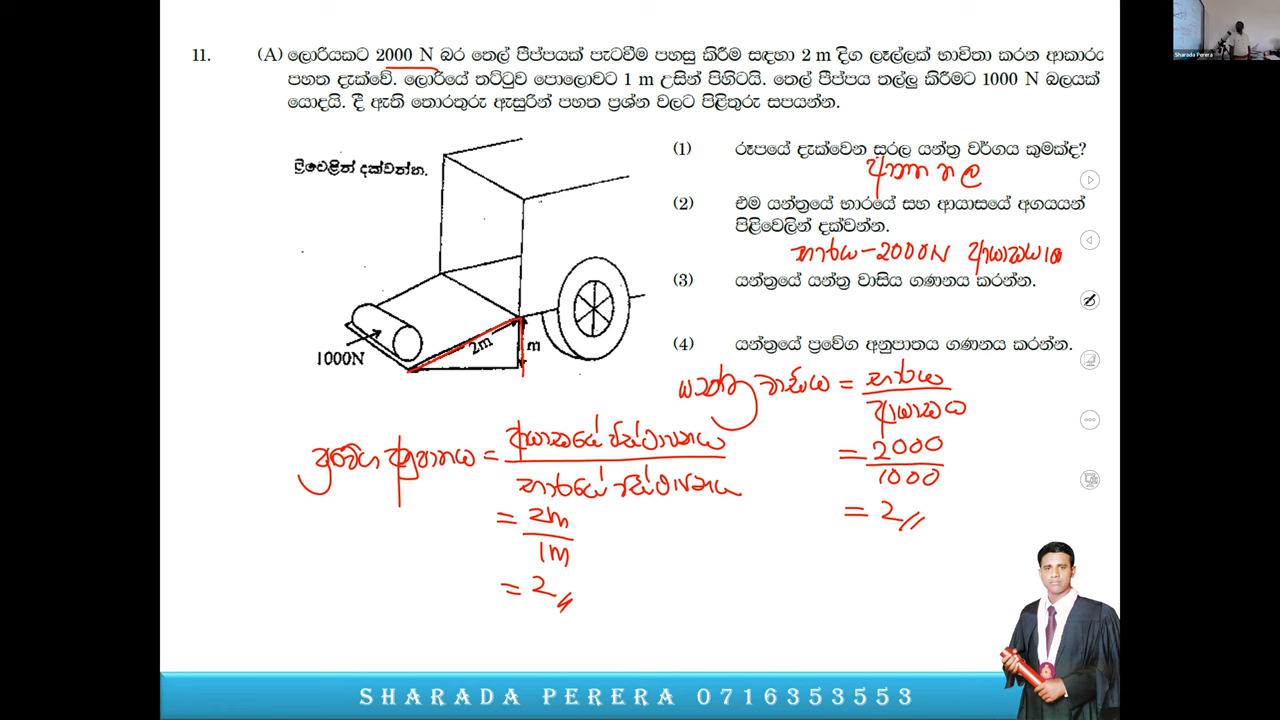 Sharada Perera
11. (A) ලොරියකට 2000 N බර තෙල් පීප්පයක් පැටවීම පහසු කිරීම සඳහා 2 m දිග ලෑල්ලක් භාවිතා කරන ආකාරය
පහත දැක්වේ. ලොරියේ තට්ටුව පොලොවට 1 m උසින් පිහිටයි. තෙල් පීප්පය තල්ලු කිරීමට 1000 N බලයක්
යොදයි. දී ඇති තොරතුරු ඇසුරින් පහත ප්‍රශ්න වලට පිළිතුරු සපයන්න.
පිළිවෙළින් දක්වන්න.
1000N
2m
m
(1) රූපයේ දැක්වෙන සරල යන්ත්‍ර වර්ගය කුමක්ද?
ආනත තල
(2) එම යන්ත්‍රයේ භාරයේ සහ ආයාසයේ අගයයන්
පිළිවෙලින් දක්වන්න.
භාරය - 2000N ආයාසය 10
(3) යන්ත්‍රයේ යන්ත්‍ර වාසිය ගණනය කරන්න.
(4) යන්ත්‍රයේ ප්‍රවේග අනුපාතය ගණනය කරන්න.
යන්ත්‍ර වාසිය = භාරය
ආයාසය
= 2000
1000
= 2
ප්‍රවේග අනුපාතය = ආයාසයේ විස්ථාපනය
භාරයේ විස්ථාපනය
= 2m
1m
= 2
SHARADA PERERA 0716353553